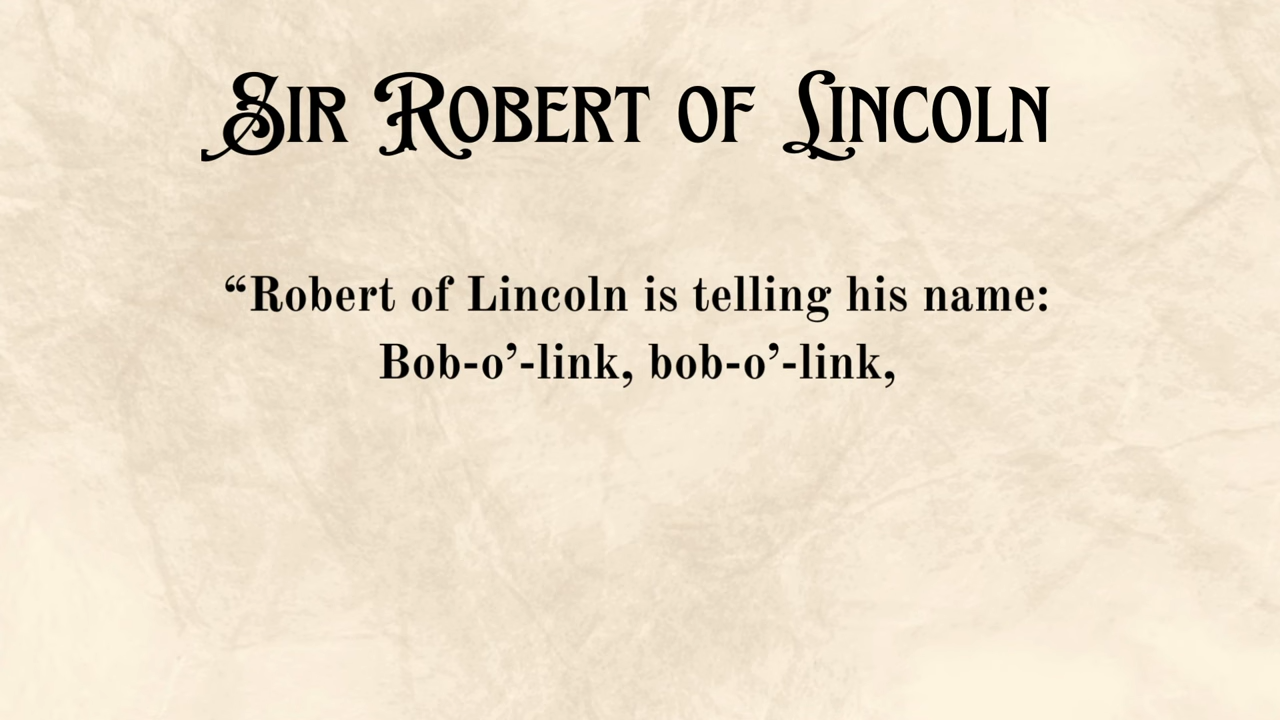 Sir Robert of Lincoln
“Robert of Lincoln is telling his name:
Bob-o’-link, bob-o’-link,